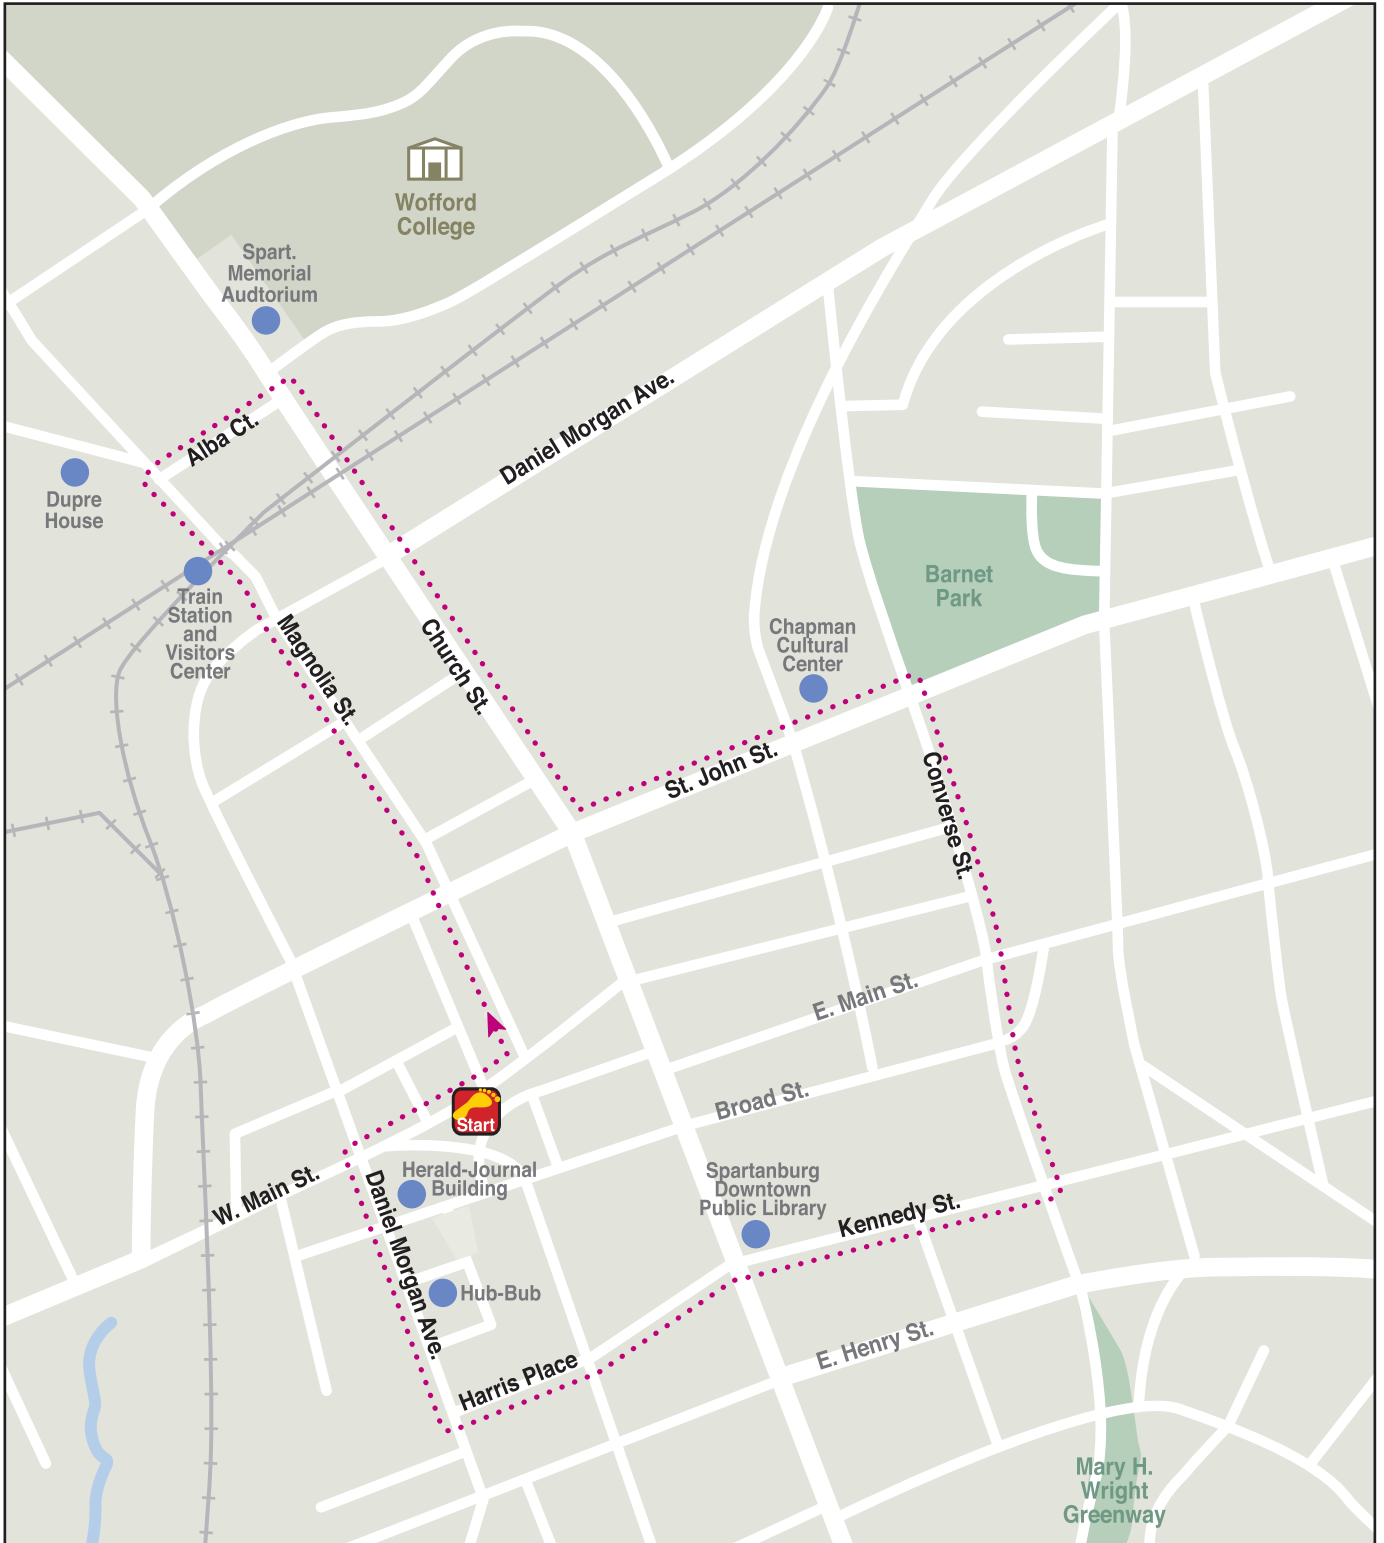 Wofford
College
Spart.
Memorial
Audtorium
Alba Ct.
Daniel Morgan Ave.
Dupre
House
Train
Station
and
Visitors
Center
Magnolia St.
Church St.
Barnet
Park
Chapman
Cultural
Center
St. John St.
Converse St.
E. Main St.
Broad St.
Start
Herald-Journal
Building
W. Main St.
Daniel Morgan Ave.
Spartanburg
Downtown
Public Library
Kennedy St.
Hub-Bub
Harris Place
E. Henry St.
Mary H.
Wright
Greenway